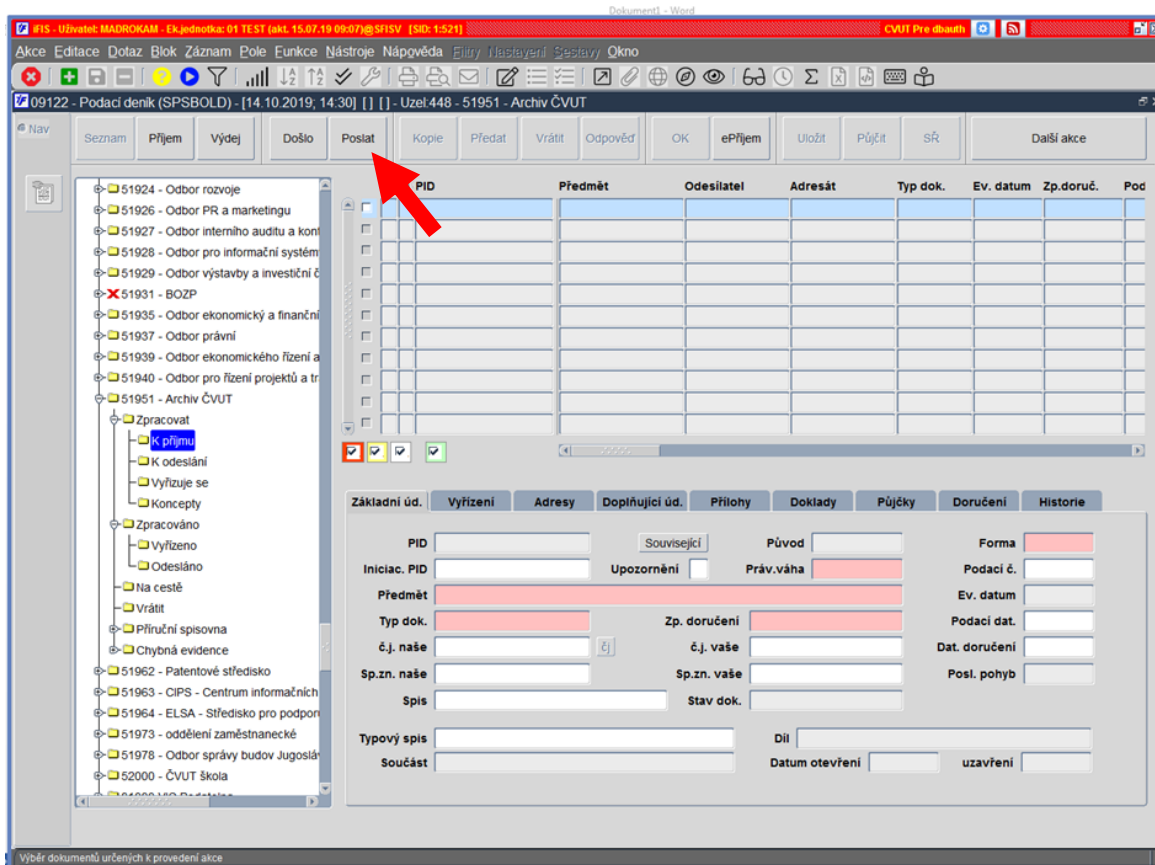 Dokument1 - Word
iFIS - Uživatel: MADROKAM - Ek.jednotka: 01 TEST (akt. 15.07.19 09:07)@SFISV [SID: 1:521] CVUT Pre dbauth
Akce Editace Dotaz Blok Záznam Pole Funkce Nástroje Nápověda Filtry Nastavení Sestavy Okno
09122 - Podací deník (SPSBOLD) - [14.10.2019; 14:30] [ ] [ ] - Uzel:448 - 51951 - Archiv ČVUT
Nav
Seznam Příjem Výdej Došlo Poslat Kopie Předat Vrátit Odpověď OK ePříjem Uložit Půjčit SŘ Další akce
51924 - Odbor rozvoje
51926 - Odbor PR a marketingu
51927 - Odbor interního auditu a kont
51928 - Odbor pro informační systém
51929 - Odbor výstavby a investiční č
51931 - BOZP
51935 - Odbor ekonomický a finanční
51937 - Odbor právní
51939 - Odbor ekonomického řízení a
51940 - Odbor pro řízení projektů a tr
51951 - Archiv ČVUT
Zpracovat
K příjmu
K odeslání
Vyřizuje se
Koncepty
Zpracováno
Vyřízeno
Odesláno
Na cestě
Vrátit
Příruční spisovna
Chybná evidence
51962 - Patentové středisko
51963 - CIPS - Centrum informačních
51964 - ELSA - Středisko pro podporu
51973 - oddělení zaměstnanecké
51978 - Odbor správy budov Jugosláv
52000 - ČVUT škola
PID Předmět Odesílatel Adresát Typ dok. Ev. datum Zp.doruč. Pod
Základní úd. Vyřízení Adresy Doplňující úd. Přílohy Doklady Půjčky Doručení Historie
PID Související Původ Forma
Iniciac. PID Upozornění Práv.váha Podací č.
Předmět Ev. datum
Typ dok. Zp. doručení Podací dat.
č.j. naše čj č.j. vaše Dat. doručení
Sp.zn. naše Sp.zn. vaše Posl. pohyb
Spis Stav dok.
Typový spis Díl
Součást Datum otevření uzavření
Výběr dokumentů určených k provedení akce